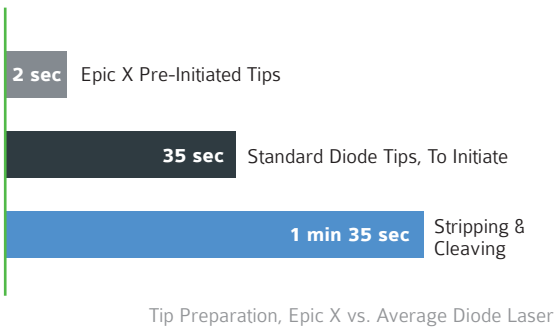 2 sec Epic X Pre-Initiated Tips
35 sec Standard Diode Tips, To Initiate
1 min 35 sec Stripping &
Cleaving
Tip Preparation, Epic X vs. Average Diode Laser